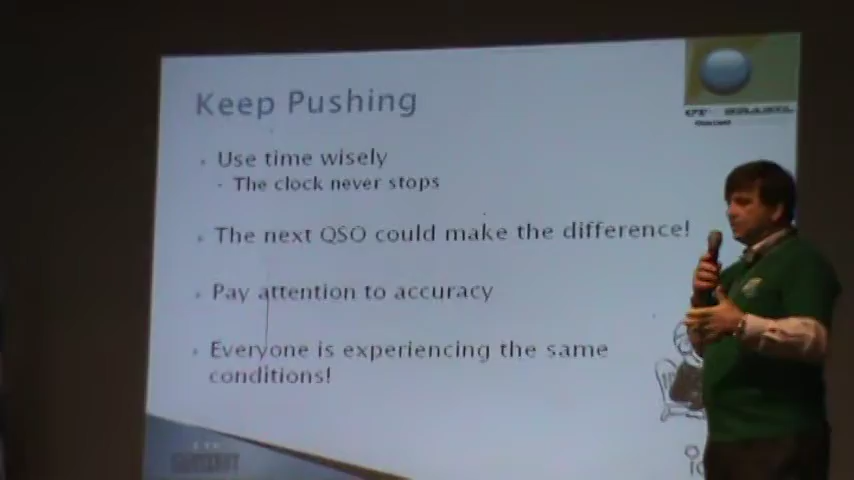 Keep Pushing
Use time wisely
- The clock never stops
The next QSO could make the difference!
Pay attention to accuracy
Everyone is experiencing the same
conditions!